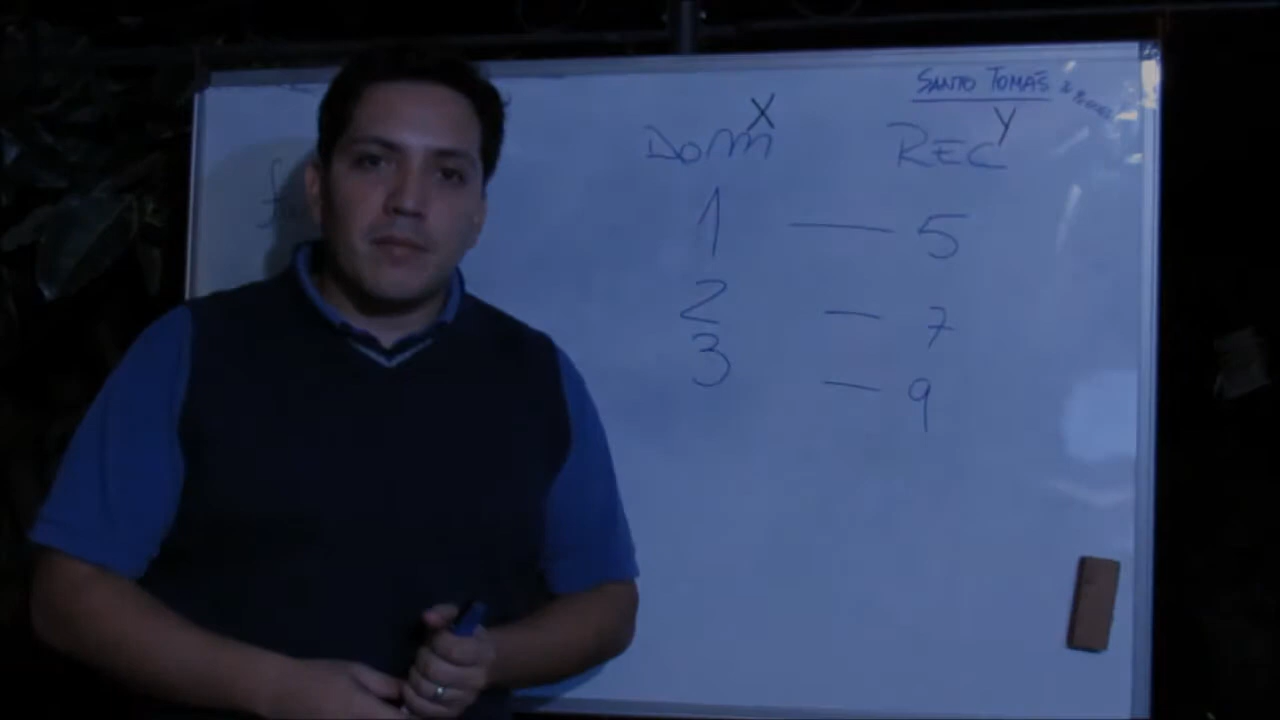 SANTO TOMÁS
X Y
DOM REC
1 — 5
2 — 7
3 — 9